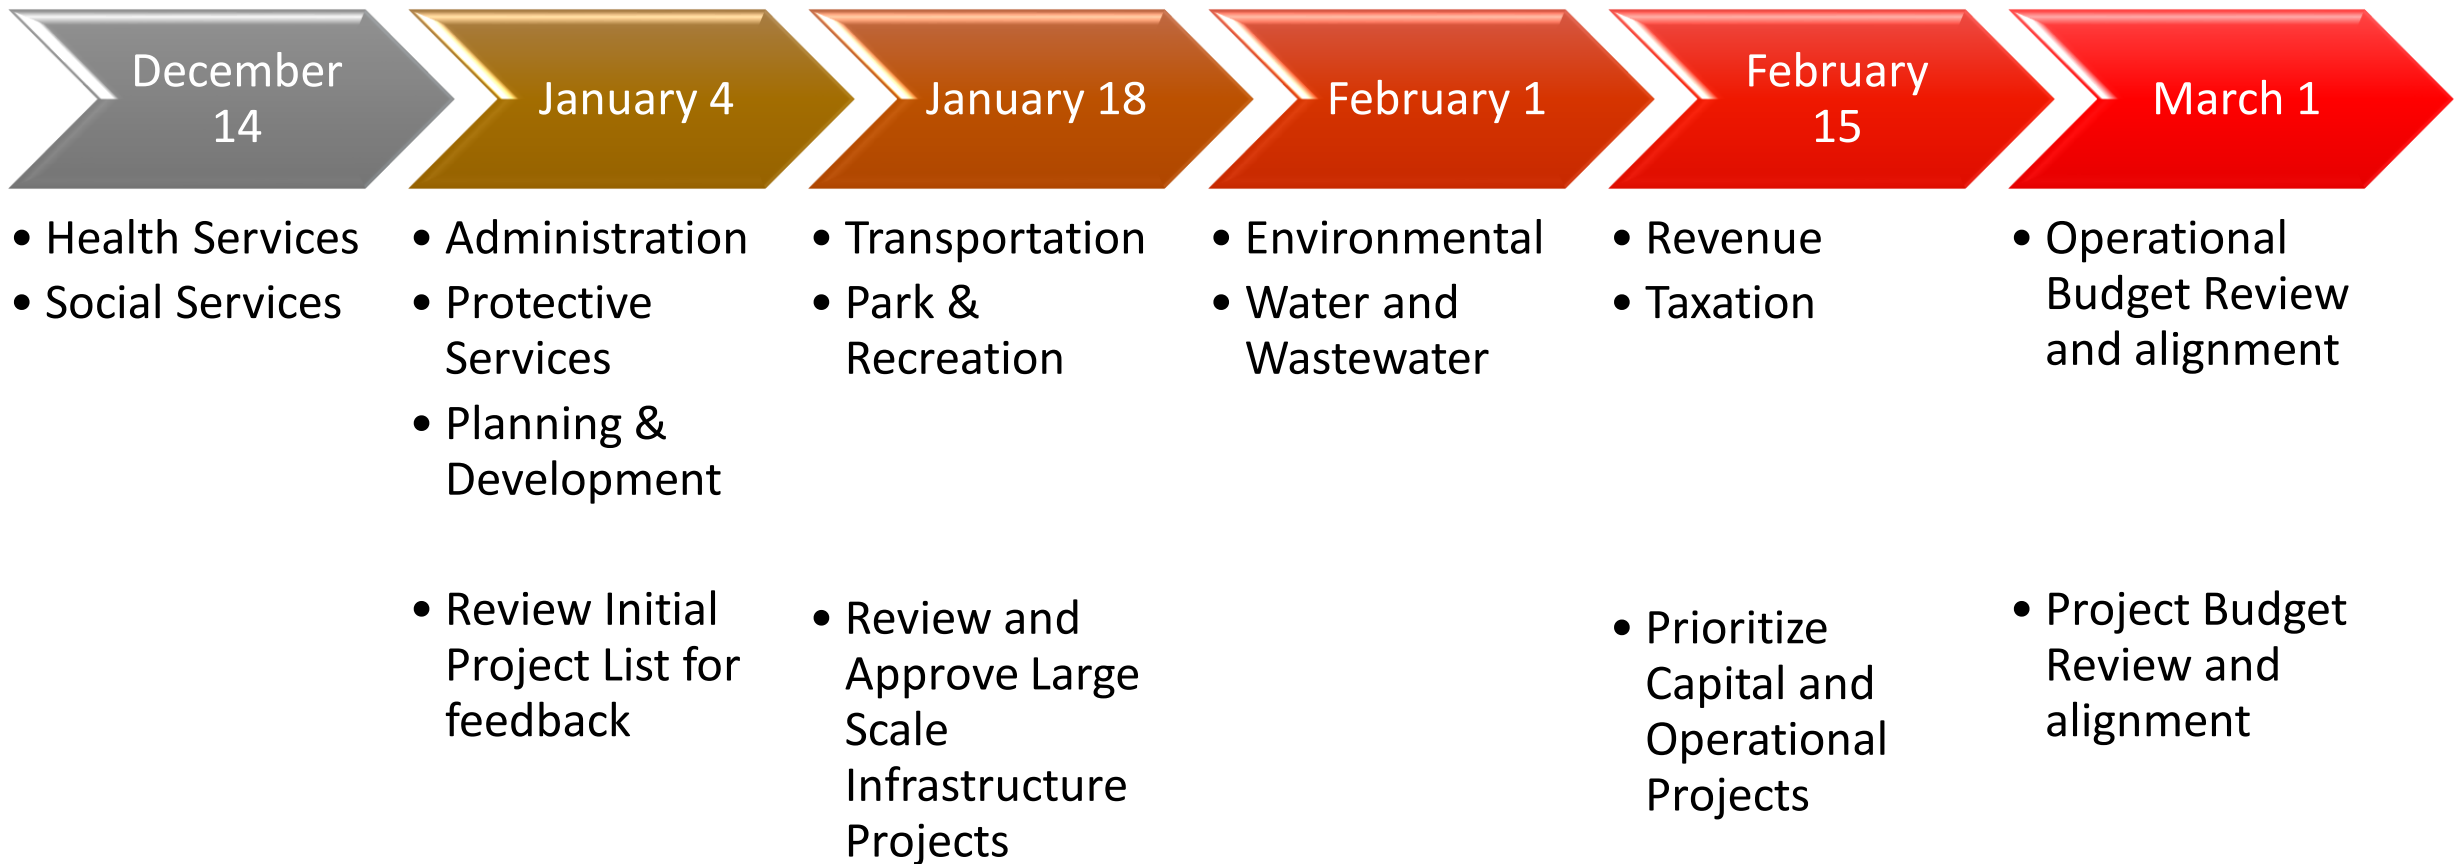 December
14
January 4
January 18
February 1
February
15
March 1
• Health Services
• Social Services
• Administration
• Protective
Services
• Planning &
Development
• Review Initial
Project List for
feedback
• Transportation
• Park &
Recreation
• Review and
Approve Large
Scale
Infrastructure
Projects
• Environmental
• Water and
Wastewater
• Revenue
• Taxation
• Prioritize
Capital and
Operational
Projects
• Operational
Budget Review
and alignment
• Project Budget
Review and
alignment